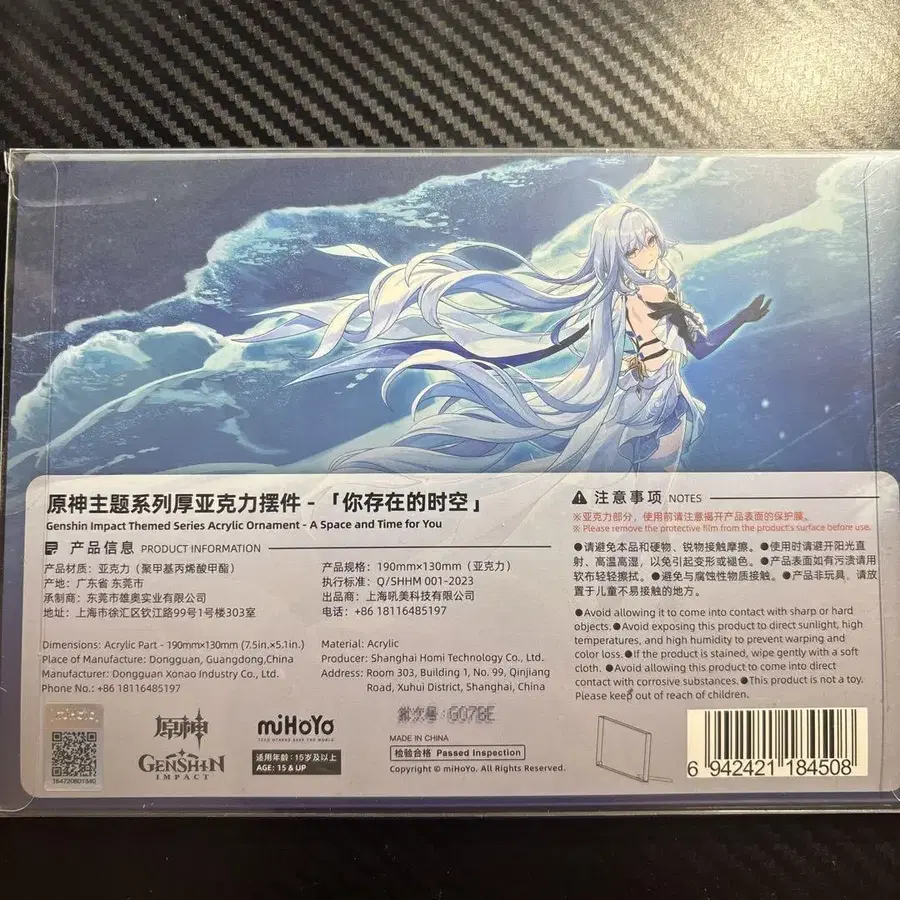 原神主题系列厚亚克力摆件 - 「你存在的时空」
Genshin Impact Themed Series Acrylic Ornament - A Space and Time for You
产品信息 PRODUCT INFORMATION
产品材质：亚克力（聚甲基丙烯酸甲酯）
产地：广东省 东莞市
承制商：东莞市雄奥实业有限公司
地址：上海市徐汇区钦江路99号1号楼303室
产品规格：190mm×130mm（亚克力）
执行标准：Q/SHHM 001-2023
出品商：上海吼美科技有限公司
电话：+86 18116485197
Dimensions: Acrylic Part - 190mm×130mm (7.5in.×5.1in.)
Place of Manufacture: Dongguan, Guangdong,China
Manufacturer: Dongguan Xonao Industry Co., Ltd.
Phone No.: +86 18116485197
Material: Acrylic
Producer: Shanghai Homi Technology Co., Ltd.
Address: Room 303, Building 1, No. 99, Qinjiang
Road, Xuhui District, Shanghai, China
注意事项 NOTES
※亚克力部分，使用前请注意揭开产品表面的保护膜。
※ Please remove the protective film from the product's surface before use.
●请避免本品和硬物、锐物接触摩擦。●使用时请避开阳光直
射、高温高湿，以免引起变形或褪色。●产品表面如有污渍请用
软布轻轻擦拭。●避免与腐蚀性物质接触。●产品非玩具，请放
置于儿童不易接触的地方。
●Avoid allowing it to come into contact with sharp or hard
objects.●Avoid exposing this product to direct sunlight, high
temperatures, and high humidity to prevent warping and
color loss.●If the product is stained, wipe gently with a soft
cloth. ●Avoid allowing this product to come into direct
contact with corrosive substances.●This product is not a toy.
Please keep out of reach of children.
miHoYo
原神
GENSHIN
IMPACT
miHoYo
TECH OTAKUS SAVE THE WORLD
适用年龄：15岁及以上
AGE: 15 & UP
批次号：G07BE
MADE IN CHINA
检验合格 Passed Inspection
Copyright © miHoYo. All Rights Reserved.
6 942421 184508